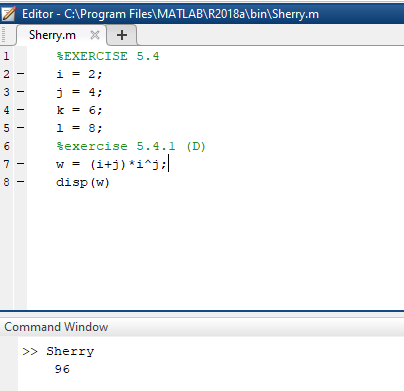 Editor - C:\Program Files\MATLAB\R2018a\bin\Sherry.m
Sherry.m × +
1 %EXERCISE 5.4
2 – i = 2;
3 – j = 4;
4 – k = 6;
5 – l = 8;
6 %exercise 5.4.1 (D)
7 – w = (i+j)*i^j;
8 – disp(w)
Command Window
>> Sherry
96